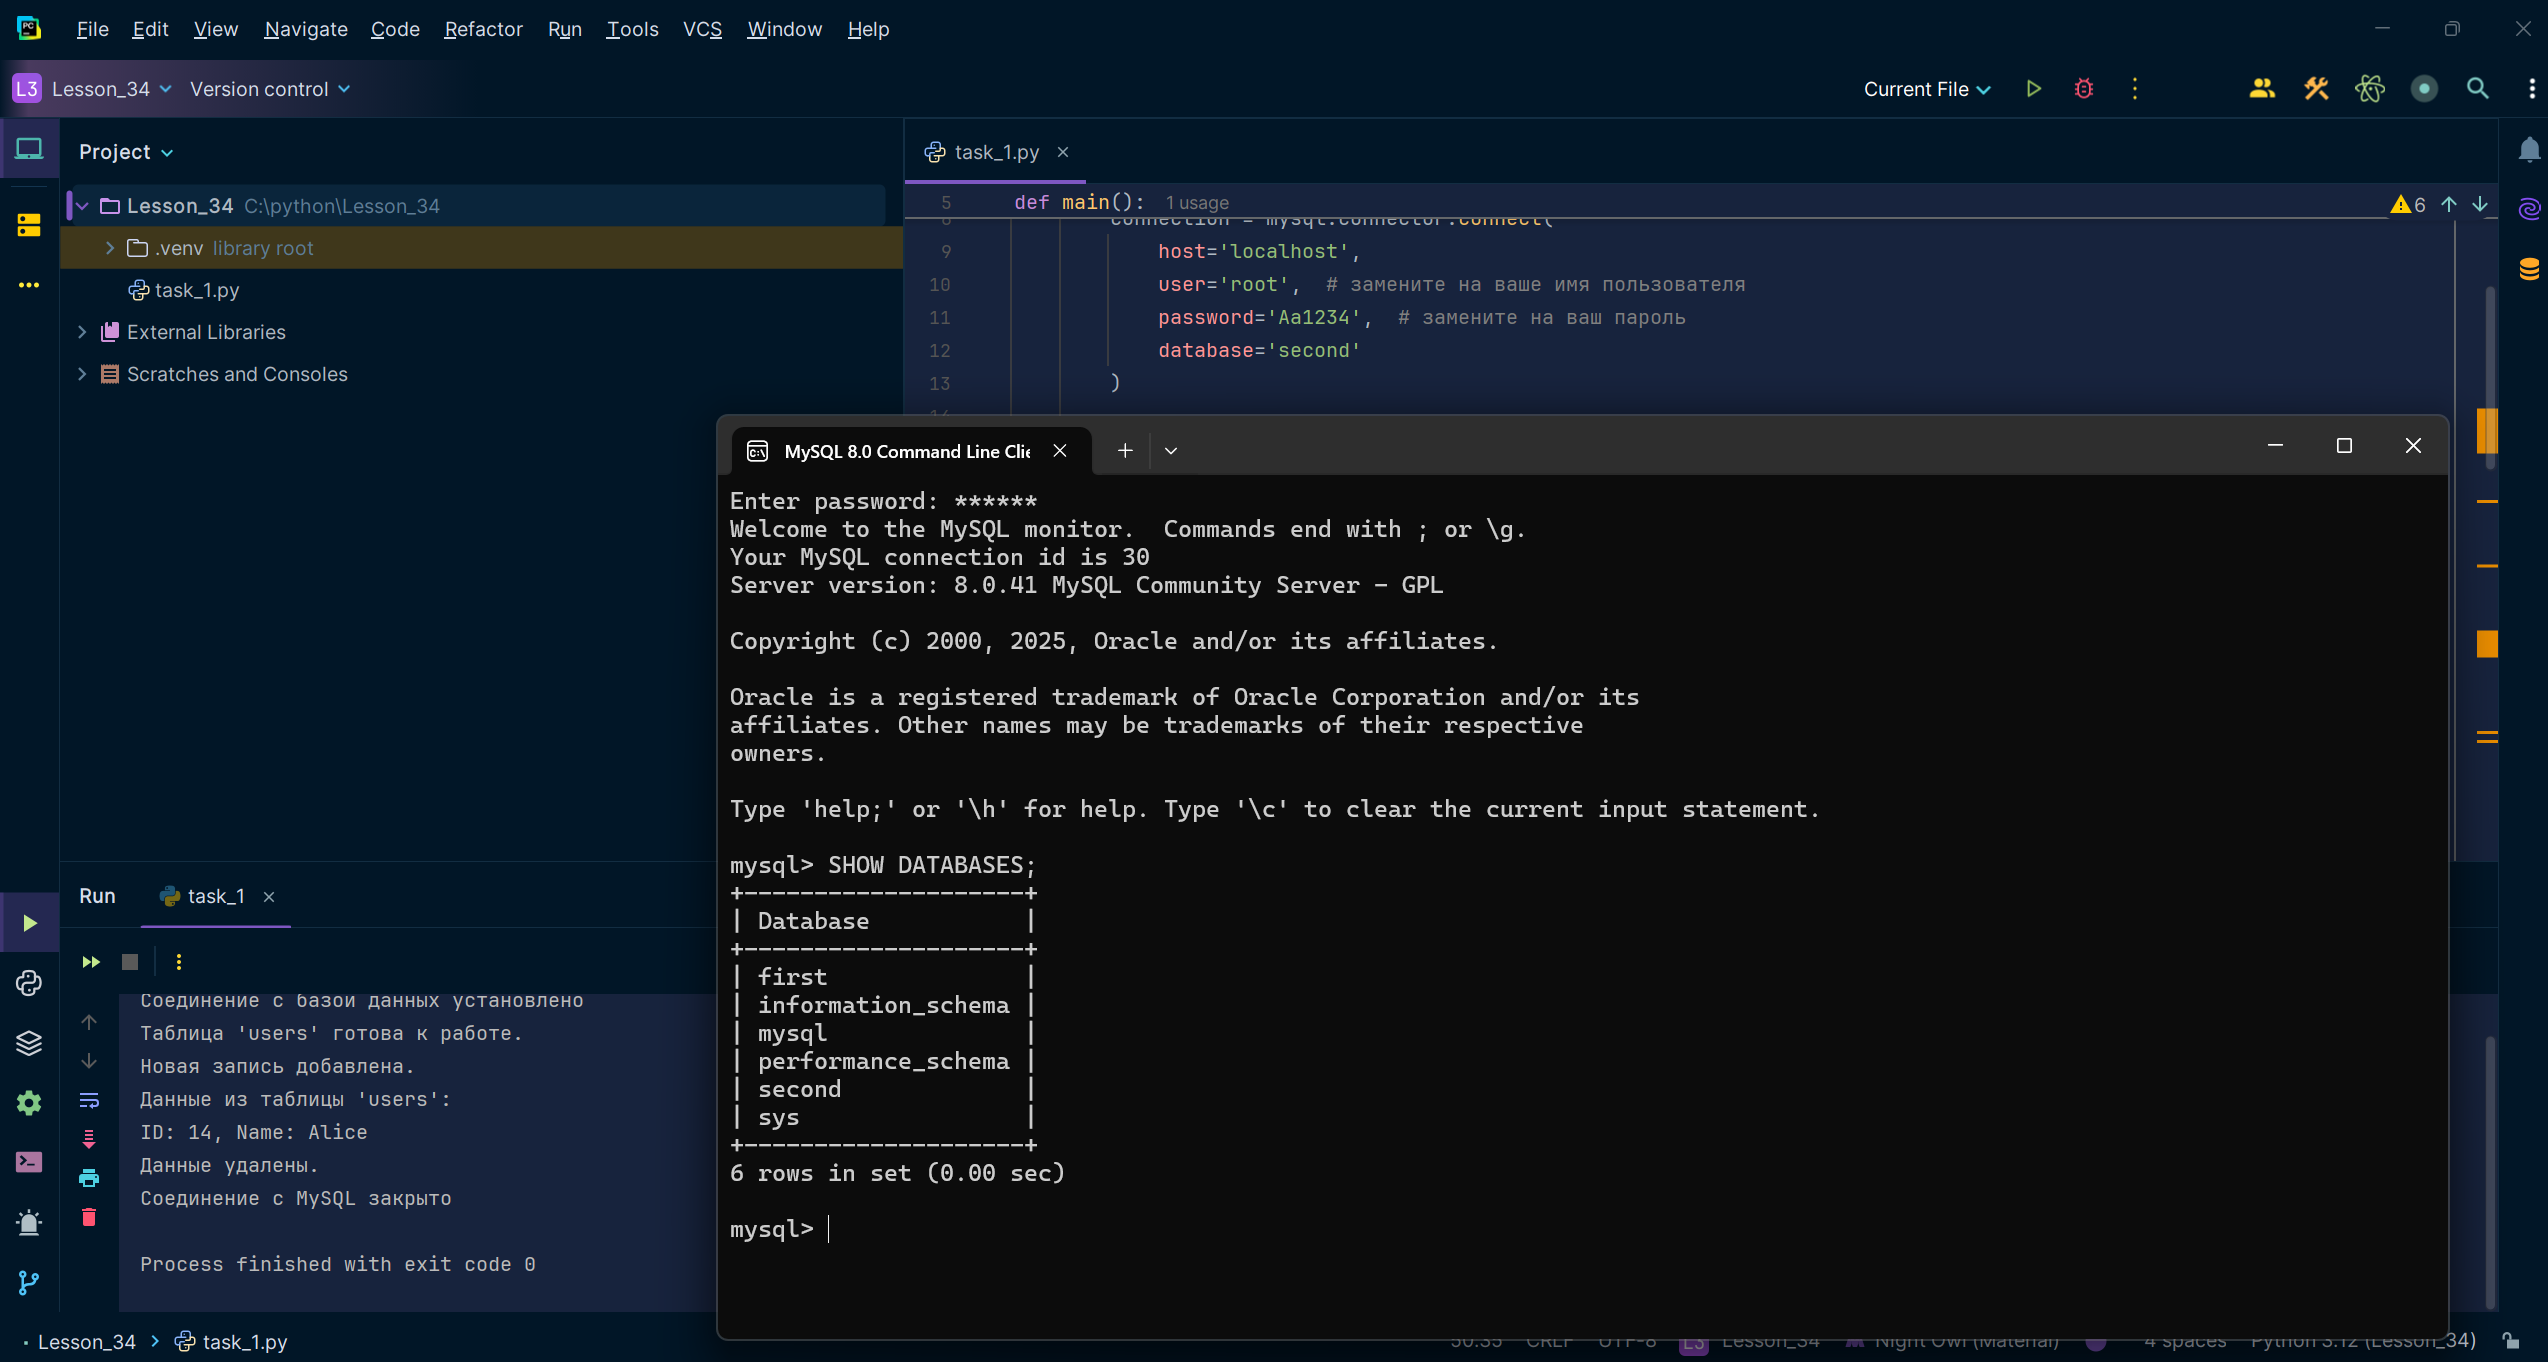 File Edit View Navigate Code Refactor Run Tools VCS Window Help
L3 Lesson_34 Version control Current File
Project
Lesson_34 C:\python\Lesson_34
.venv library root
task_1.py
External Libraries
Scratches and Consoles
task_1.py
5 def main(): 1 usage
6
8 connection = mysql.connector.connect(
9 host='localhost',
10 user='root', # замените на ваше имя пользователя
11 password='Aa1234', # замените на ваш пароль
12 database='second'
13 )
14
MySQL 8.0 Command Line Clie
Enter password: ******
Welcome to the MySQL monitor.  Commands end with ; or \g.
Your MySQL connection id is 30
Server version: 8.0.41 MySQL Community Server - GPL
Copyright (c) 2000, 2025, Oracle and/or its affiliates.
Oracle is a registered trademark of Oracle Corporation and/or its
affiliates. Other names may be trademarks of their respective
owners.
Type 'help;' or '\h' for help. Type '\c' to clear the current input statement.
mysql> SHOW DATABASES;
+--------------------+
| Database           |
+--------------------+
| first              |
| information_schema |
| mysql              |
| performance_schema |
| second             |
| sys                |
+--------------------+
6 rows in set (0.00 sec)
mysql>
Run task_1
Соединение с базой данных установлено
Таблица 'users' готова к работе.
Новая запись добавлена.
Данные из таблицы 'users':
ID: 14, Name: Alice
Данные удалены.
Соединение с MySQL закрыто
Process finished with exit code 0
Lesson_34 > task_1.py
50:35 CRLF UTF-8 L3 Lesson_34 Night Owl (Material) 4 spaces Python 3.12 (Lesson_34)